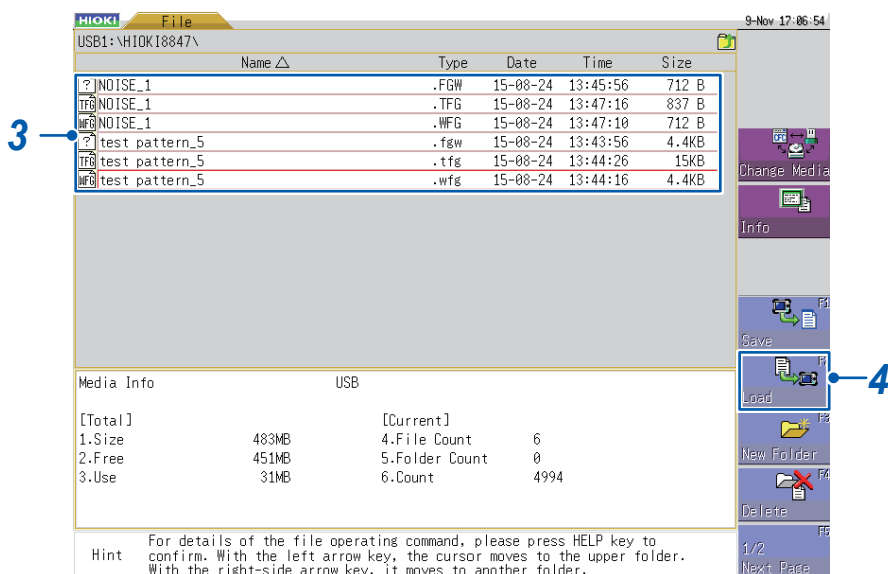 HIOKI File 9-Nov 17:06:54
USB1:\HIOKI8847\
Name △ Type Date Time Size
? NOISE_1 .FGW 15-08-24 13:45:56 712 B
TFG NOISE_1 .TFG 15-08-24 13:47:16 837 B
WFG NOISE_1 .WFG 15-08-24 13:47:10 712 B
? test pattern_5 .fgw 15-08-24 13:43:56 4.4KB
TFG test pattern_5 .tfg 15-08-24 13:44:26 15KB
WFG test pattern_5 .wfg 15-08-24 13:44:16 4.4KB
3
CFC
Change Media
Info
F1
Save
Load
4
F3
New Folder
F4
Delete
F5
1/2
Next Page
Media Info USB
[Total] [Current]
1.Size 483MB 4.File Count 6
2.Free 451MB 5.Folder Count 0
3.Use 31MB 6.Count 4994
Hint
For details of the file operating command, please press HELP key to
confirm. With the left arrow key, the cursor moves to the upper folder.
With the right-side arrow key, it moves to another folder.